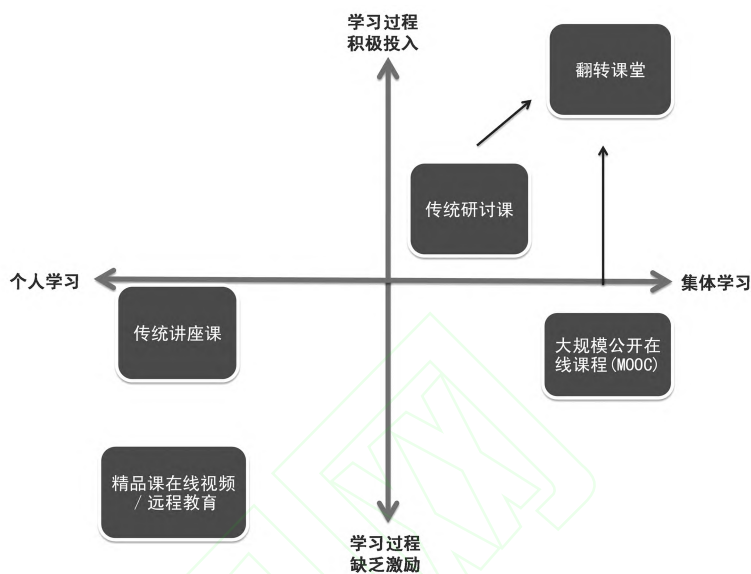 学习过程
积极投入
翻转课堂
传统研讨课
个人学习
集体学习
传统讲座课
大规模公开在
线课程(MOOC)
精品课在线视频
/ 远程教育
学习过程
缺乏激励